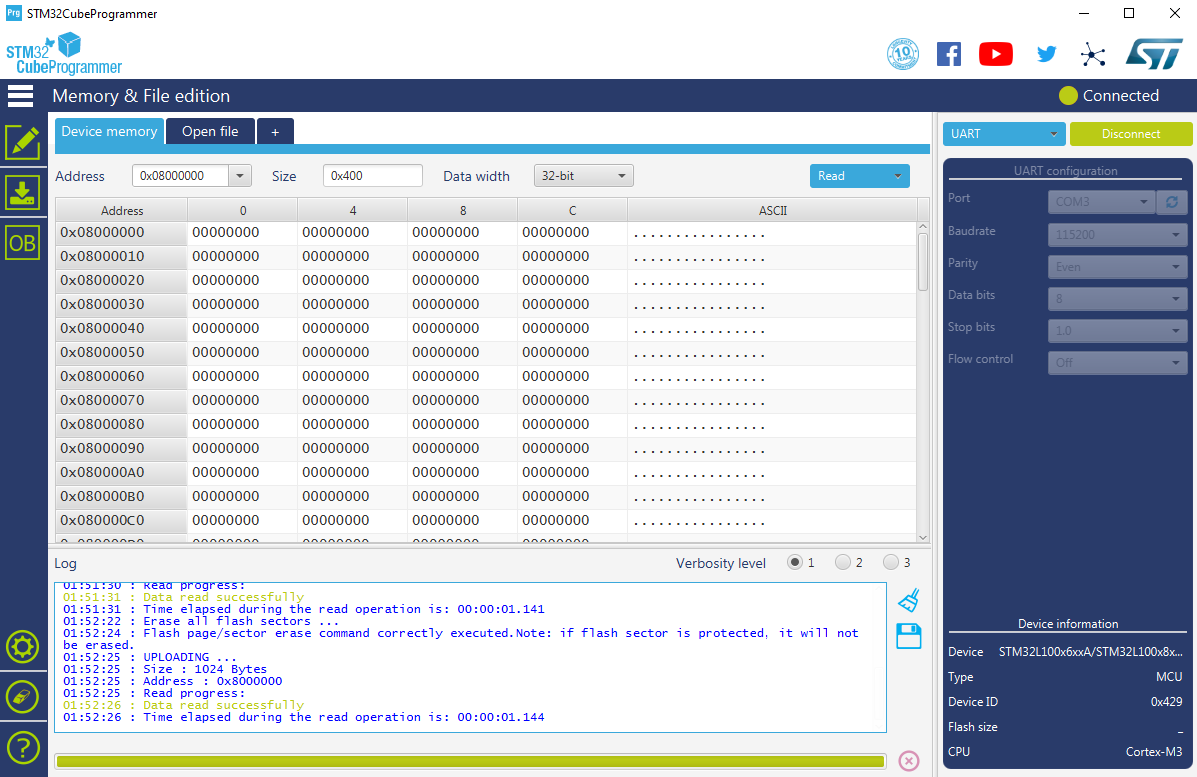 Prg STM32CubeProgrammer
STM32
CubeProgrammer
10 YEARS
Memory & File edition
Connected
Device memory
Open file
+
UART
Disconnect
Address 0x08000000 Size 0x400 Data width 32-bit Read
Address 0 4 8 C ASCII
0x08000000 00000000 00000000 00000000 00000000 ................
0x08000010 00000000 00000000 00000000 00000000 ................
0x08000020 00000000 00000000 00000000 00000000 ................
0x08000030 00000000 00000000 00000000 00000000 ................
0x08000040 00000000 00000000 00000000 00000000 ................
0x08000050 00000000 00000000 00000000 00000000 ................
0x08000060 00000000 00000000 00000000 00000000 ................
0x08000070 00000000 00000000 00000000 00000000 ................
0x08000080 00000000 00000000 00000000 00000000 ................
0x08000090 00000000 00000000 00000000 00000000 ................
0x080000A0 00000000 00000000 00000000 00000000 ................
0x080000B0 00000000 00000000 00000000 00000000 ................
0x080000C0 00000000 00000000 00000000 00000000 ................
OB
Log
Verbosity level 1 2 3
01:51:30 : Read progress:
01:51:31 : Data read successfully
01:51:31 : Time elapsed during the read operation is: 00:00:01.141
01:52:22 : Erase all flash sectors ...
01:52:24 : Flash page/sector erase command correctly executed.Note: if flash sector is protected, it will not
be erased.
01:52:25 : UPLOADING ...
01:52:25 : Size : 1024 Bytes
01:52:25 : Address : 0x8000000
01:52:25 : Read progress:
01:52:26 : Data read successfully
01:52:26 : Time elapsed during the read operation is: 00:00:01.144
UART configuration
Port COM3
Baudrate 115200
Parity Even
Data bits 8
Stop bits 1.0
Flow control Off
Device information
Device STM32L100x6xxA/STM32L100x8x...
Type MCU
Device ID 0x429
Flash size _
CPU Cortex-M3